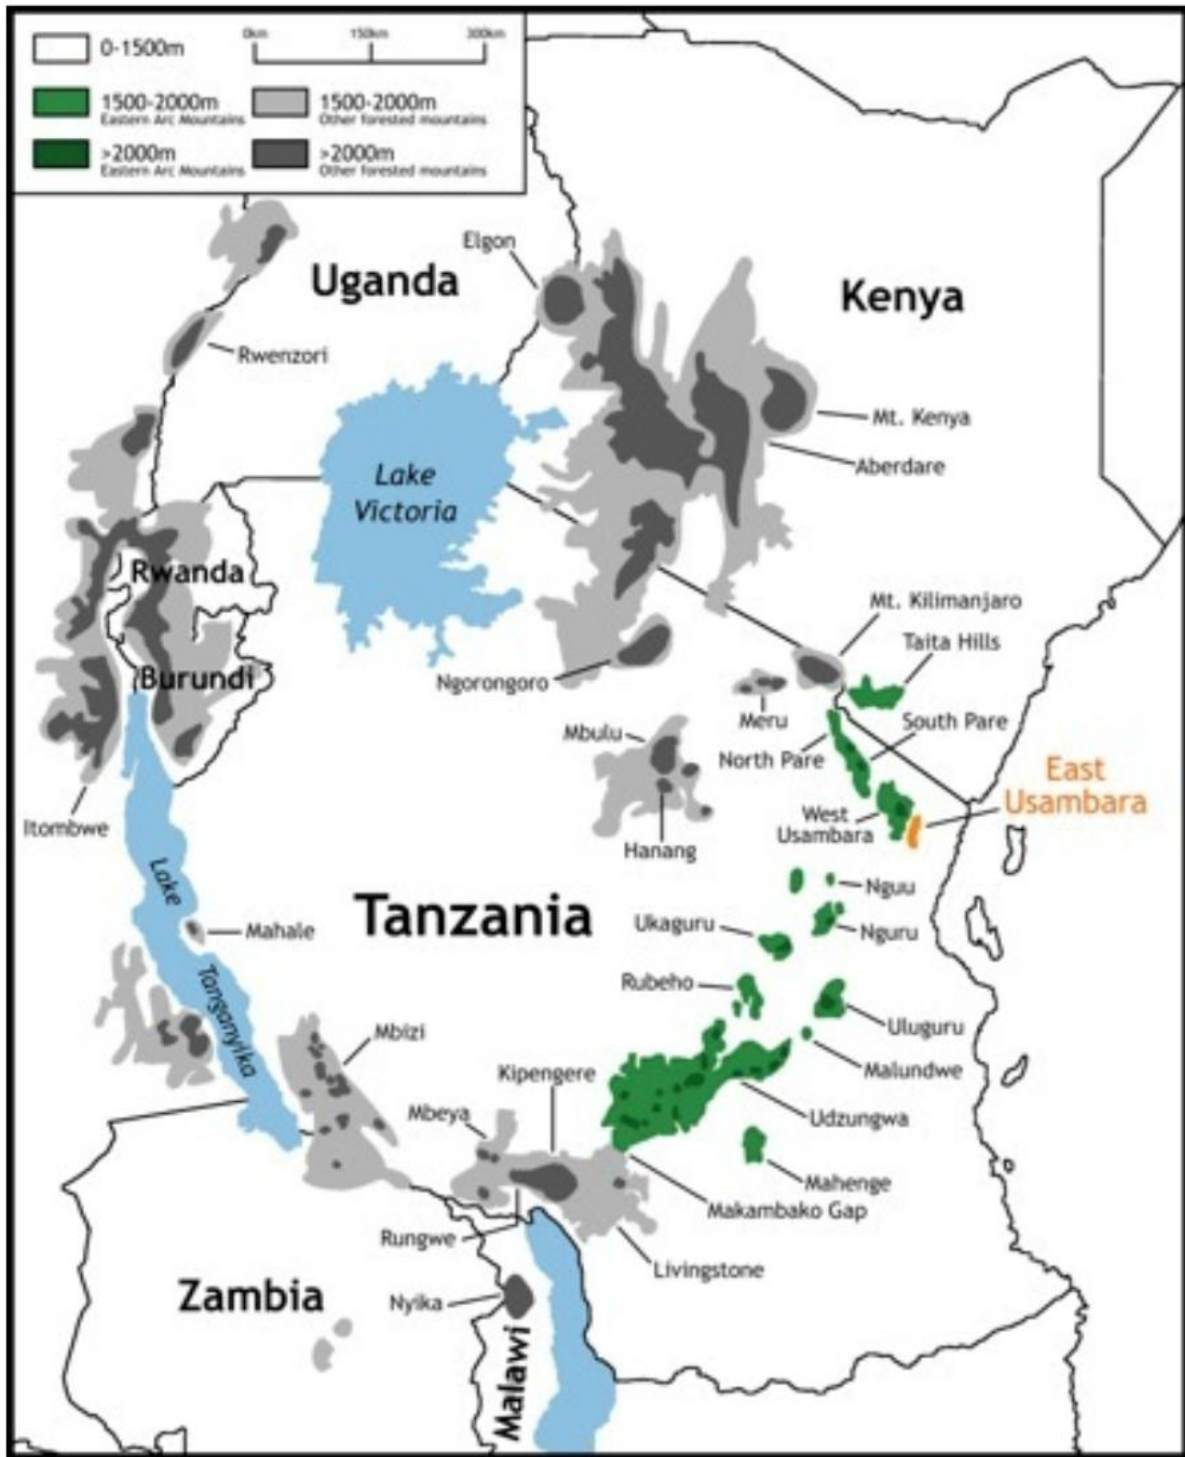 0-1500m
0km 150km 300km
1500-2000m
Eastern Arc Mountains
1500-2000m
Other forested mountains
>2000m
Eastern Arc Mountains
>2000m
Other forested mountains
Elgon
Uganda
Kenya
Rwenzori
Mt. Kenya
Aberdare
Lake
Victoria
Rwanda
Mt. Kilimanjaro
Taita Hills
Burundi
Ngorongoro
Meru
South Pare
Mbulu
North Pare
East
Usambara
West
Usambara
Itombwe
Hanang
Lake
Tanganyika
Nguu
Tanzania
Ukaguru
Mahale
Nguru
Rubeho
Uluguru
Mbizi
Malundwe
Kipengere
Mbeya
Udzungwa
Mahenge
Makambako Gap
Rungwe
Livingstone
Zambia
Nyika
Malawi